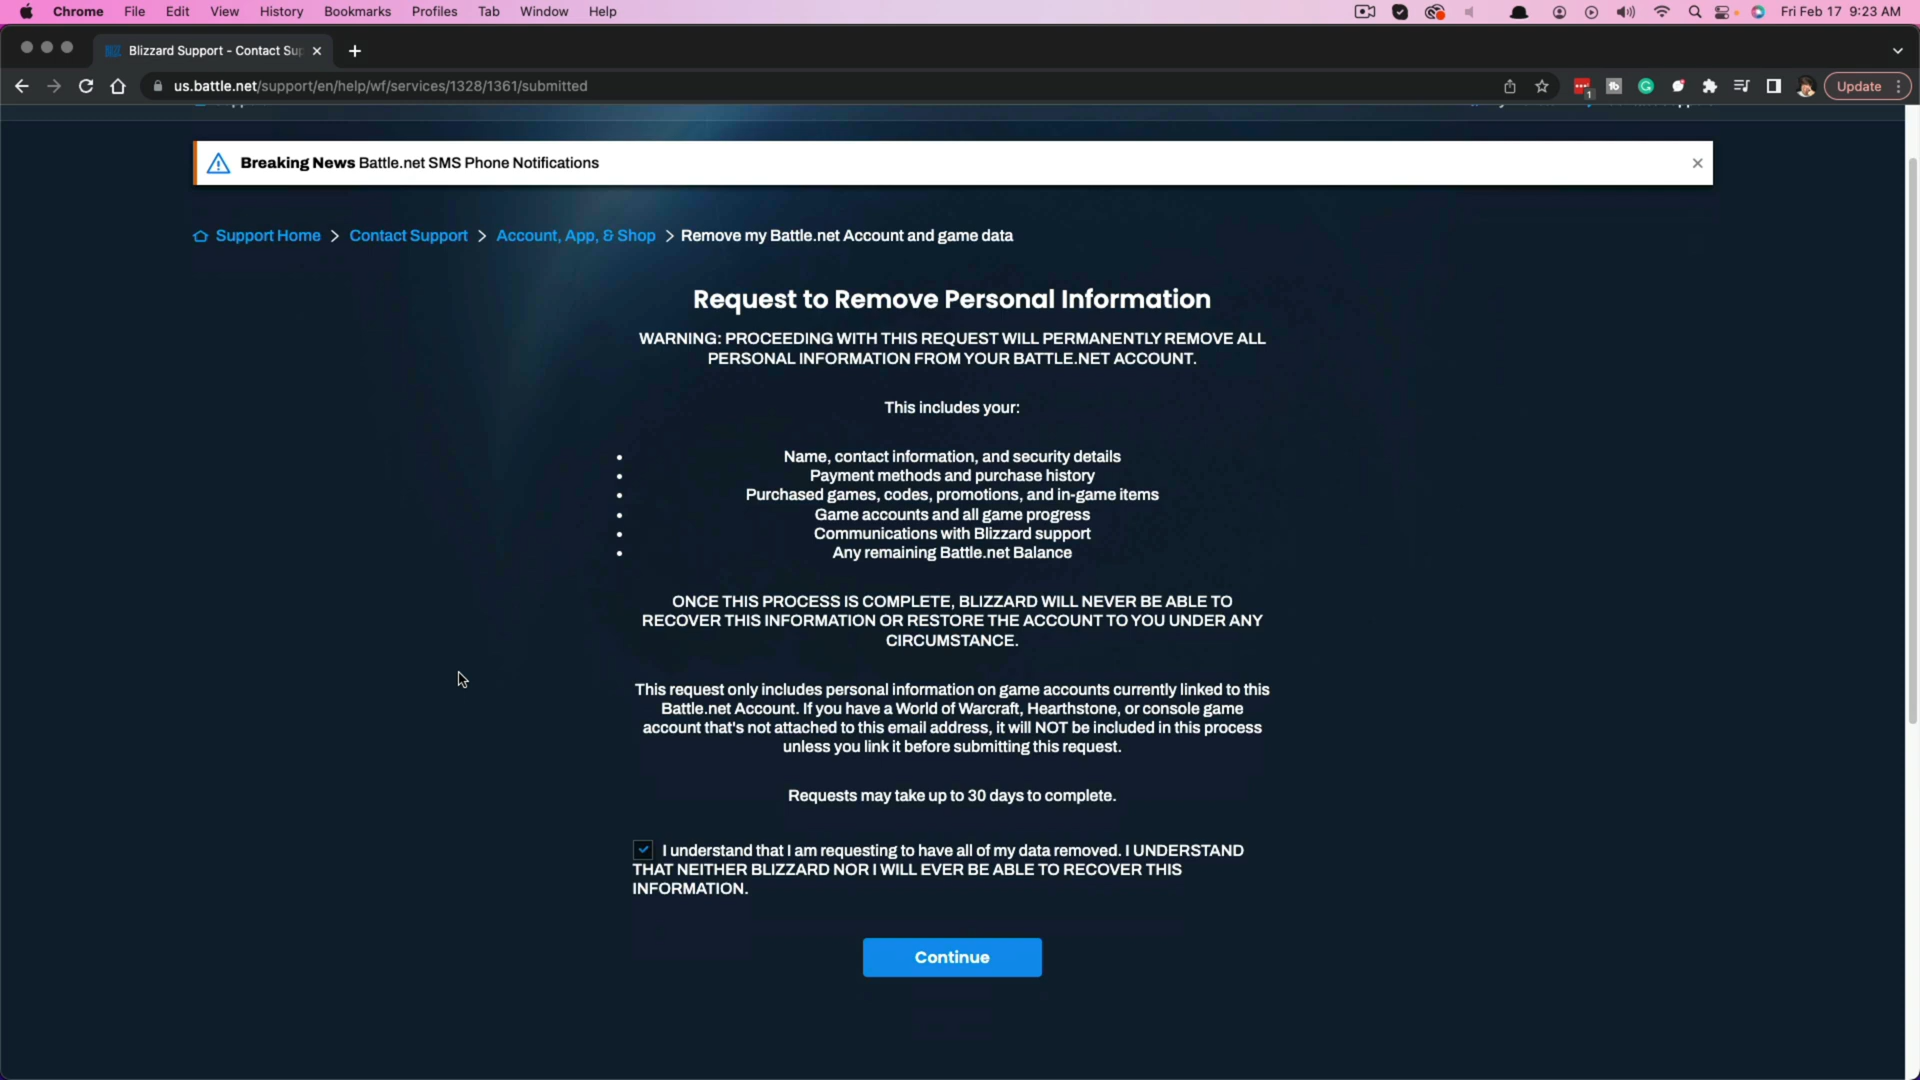 Chrome File Edit View History Bookmarks Profiles Tab Window Help Fri Feb 17 9:23 AM
Blizzard Support - Contact Sup
us.battle.net/support/en/help/wf/services/1328/1361/submitted 1 Update
Breaking News Battle.net SMS Phone Notifications
Support Home > Contact Support > Account, App, & Shop > Remove my Battle.net Account and game data
Request to Remove Personal Information
WARNING: PROCEEDING WITH THIS REQUEST WILL PERMANENTLY REMOVE ALL
PERSONAL INFORMATION FROM YOUR BATTLE.NET ACCOUNT.
This includes your:
• Name, contact information, and security details
• Payment methods and purchase history
• Purchased games, codes, promotions, and in-game items
• Game accounts and all game progress
• Communications with Blizzard support
• Any remaining Battle.net Balance
ONCE THIS PROCESS IS COMPLETE, BLIZZARD WILL NEVER BE ABLE TO
RECOVER THIS INFORMATION OR RESTORE THE ACCOUNT TO YOU UNDER ANY
CIRCUMSTANCE.
This request only includes personal information on game accounts currently linked to this
Battle.net Account. If you have a World of Warcraft, Hearthstone, or console game
account that's not attached to this email address, it will NOT be included in this process
unless you link it before submitting this request.
Requests may take up to 30 days to complete.
I understand that I am requesting to have all of my data removed. I UNDERSTAND
THAT NEITHER BLIZZARD NOR I WILL EVER BE ABLE TO RECOVER THIS
INFORMATION.
Continue